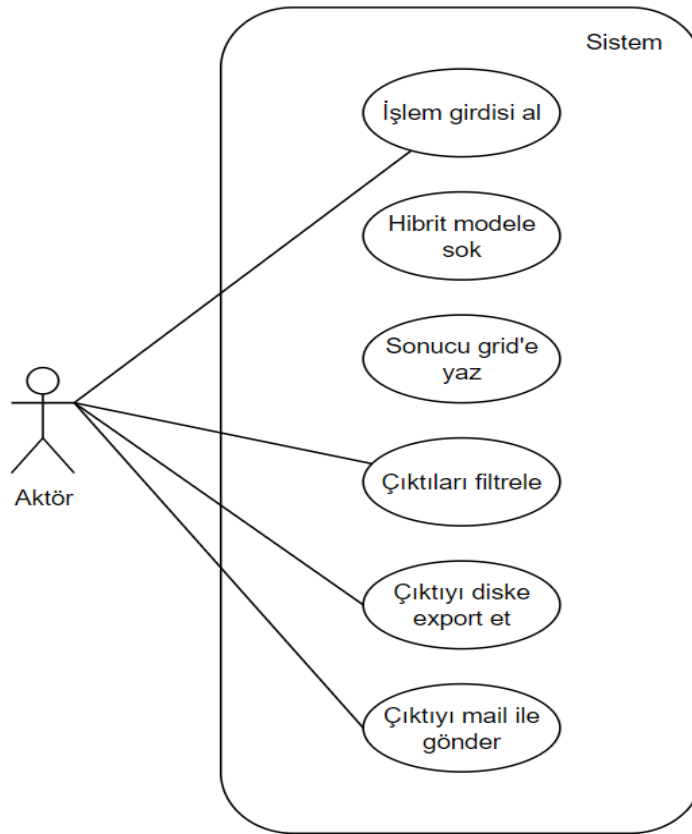 Sistem
İşlem girdisi al
Hibrit modele
sok
Sonucu grid'e
yaz
Aktör
Çıktıları filtrele
Çıktıyı diske
export et
Çıktıyı mail ile
gönder